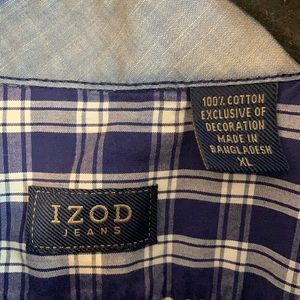 100% COTTON
EXCLUSIVE OF
DECORATION
MADE IN
BANGLADESH
XL
IZOD
JEANS